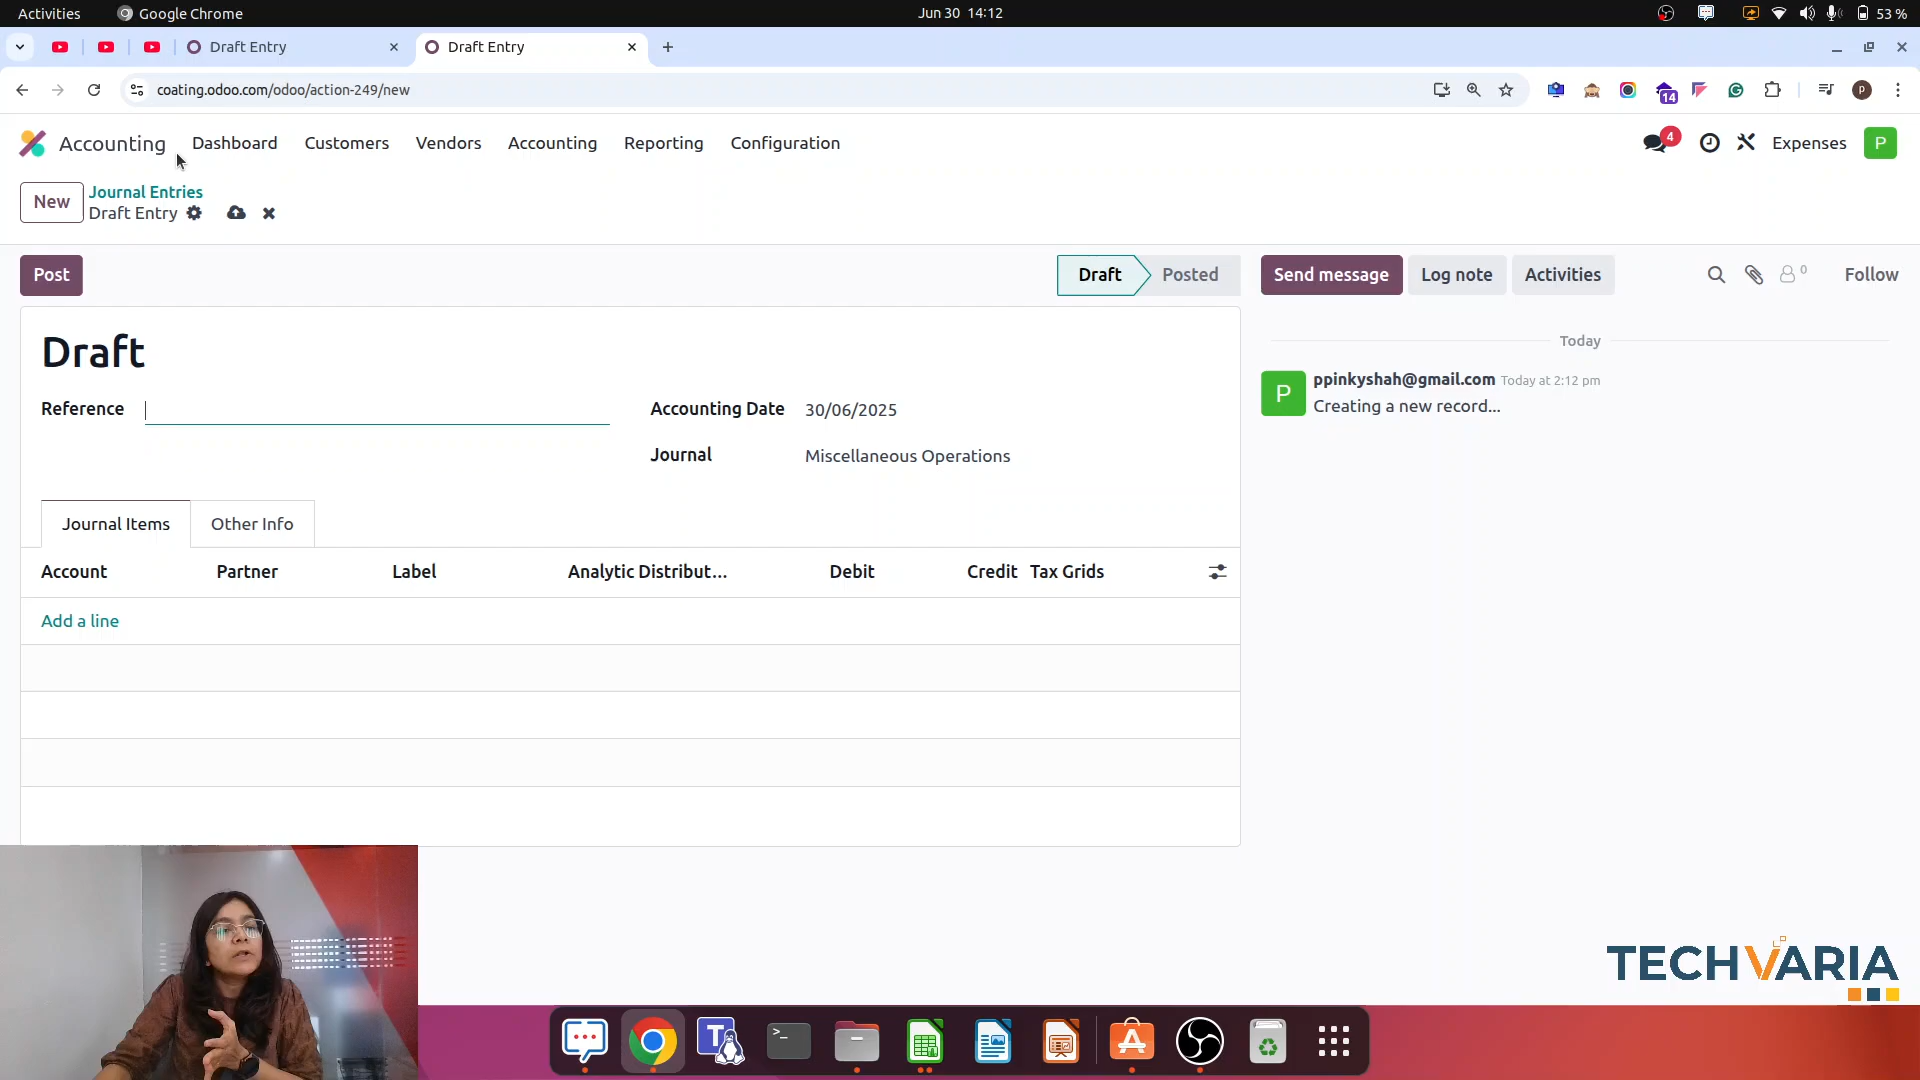 Activities
Google Chrome
Jun 30 14:12
53 %
Draft Entry
Draft Entry
coating.odoo.com/odoo/action-249/new
14
P
Accounting
Dashboard
Customers
Vendors
Accounting
Reporting
Configuration
4
Expenses
P
New
Journal Entries
Draft Entry
Post
Draft
Posted
Send message
Log note
Activities
0
Follow
Draft
Today
Reference
Accounting Date
30/06/2025
P
ppinkyshah@gmail.com
Today at 2:12 pm
Creating a new record...
Journal
Miscellaneous Operations
Journal Items
Other Info
Account
Partner
Label
Analytic Distribut...
Debit
Credit
Tax Grids
Add a line
TECHVARIA